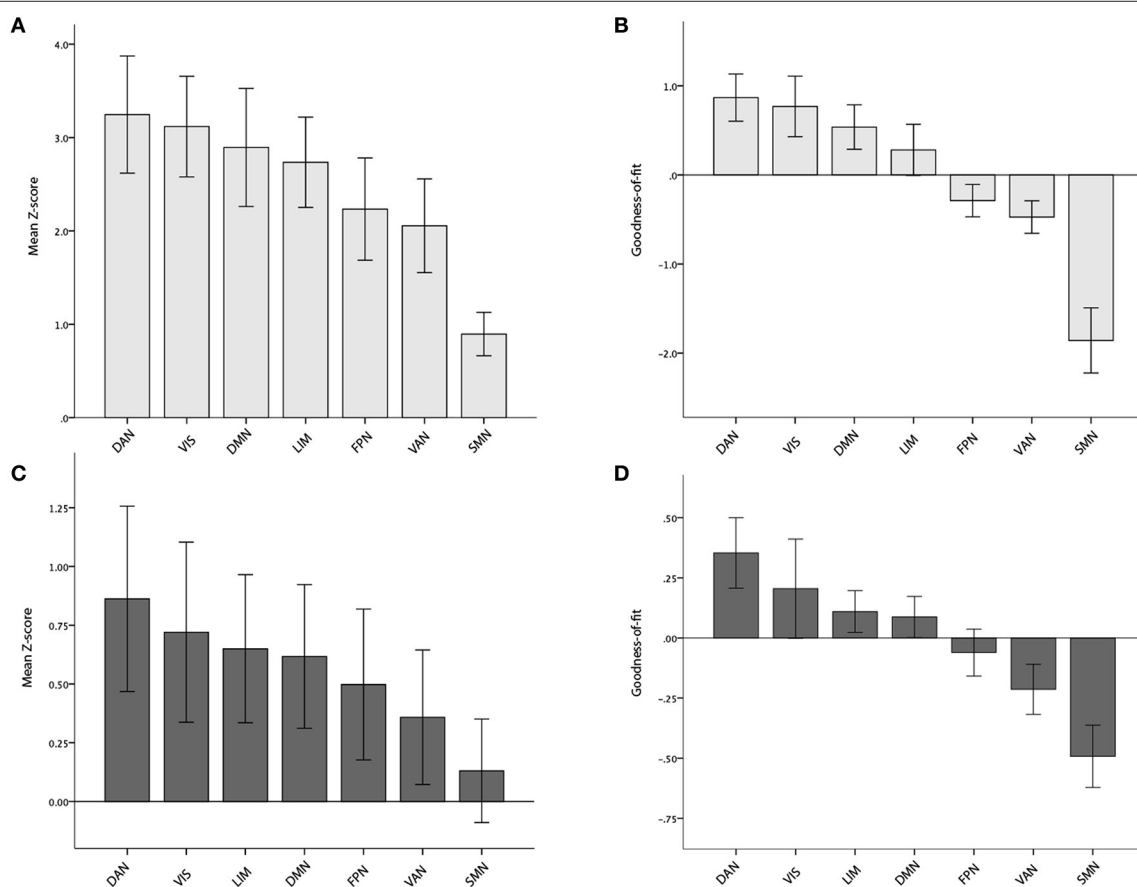 A
Mean Z-score
4.0
3.0
2.0
1.0
.0
DAN VIS DMN LIM FPN VAN SMN
B
Goodness-of-fit
1.0
.0
-1.0
-2.0
DAN VIS DMN LIM FPN VAN SMN
C
Mean Z-score
1.25
1.00
0.75
0.50
0.25
0.00
DAN VIS LIM DMN FPN VAN SMN
D
Goodness-of-fit
.50
.25
.00
-.25
-.50
-.75
DAN VIS LIM DMN FPN VAN SMN